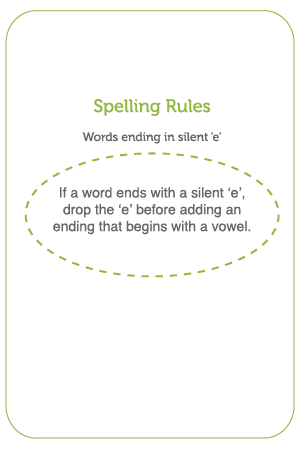 Spelling Rules
Words ending in silent ‘e’
If a word ends with a silent ‘e’,
drop the ‘e’ before adding an
ending that begins with a vowel.